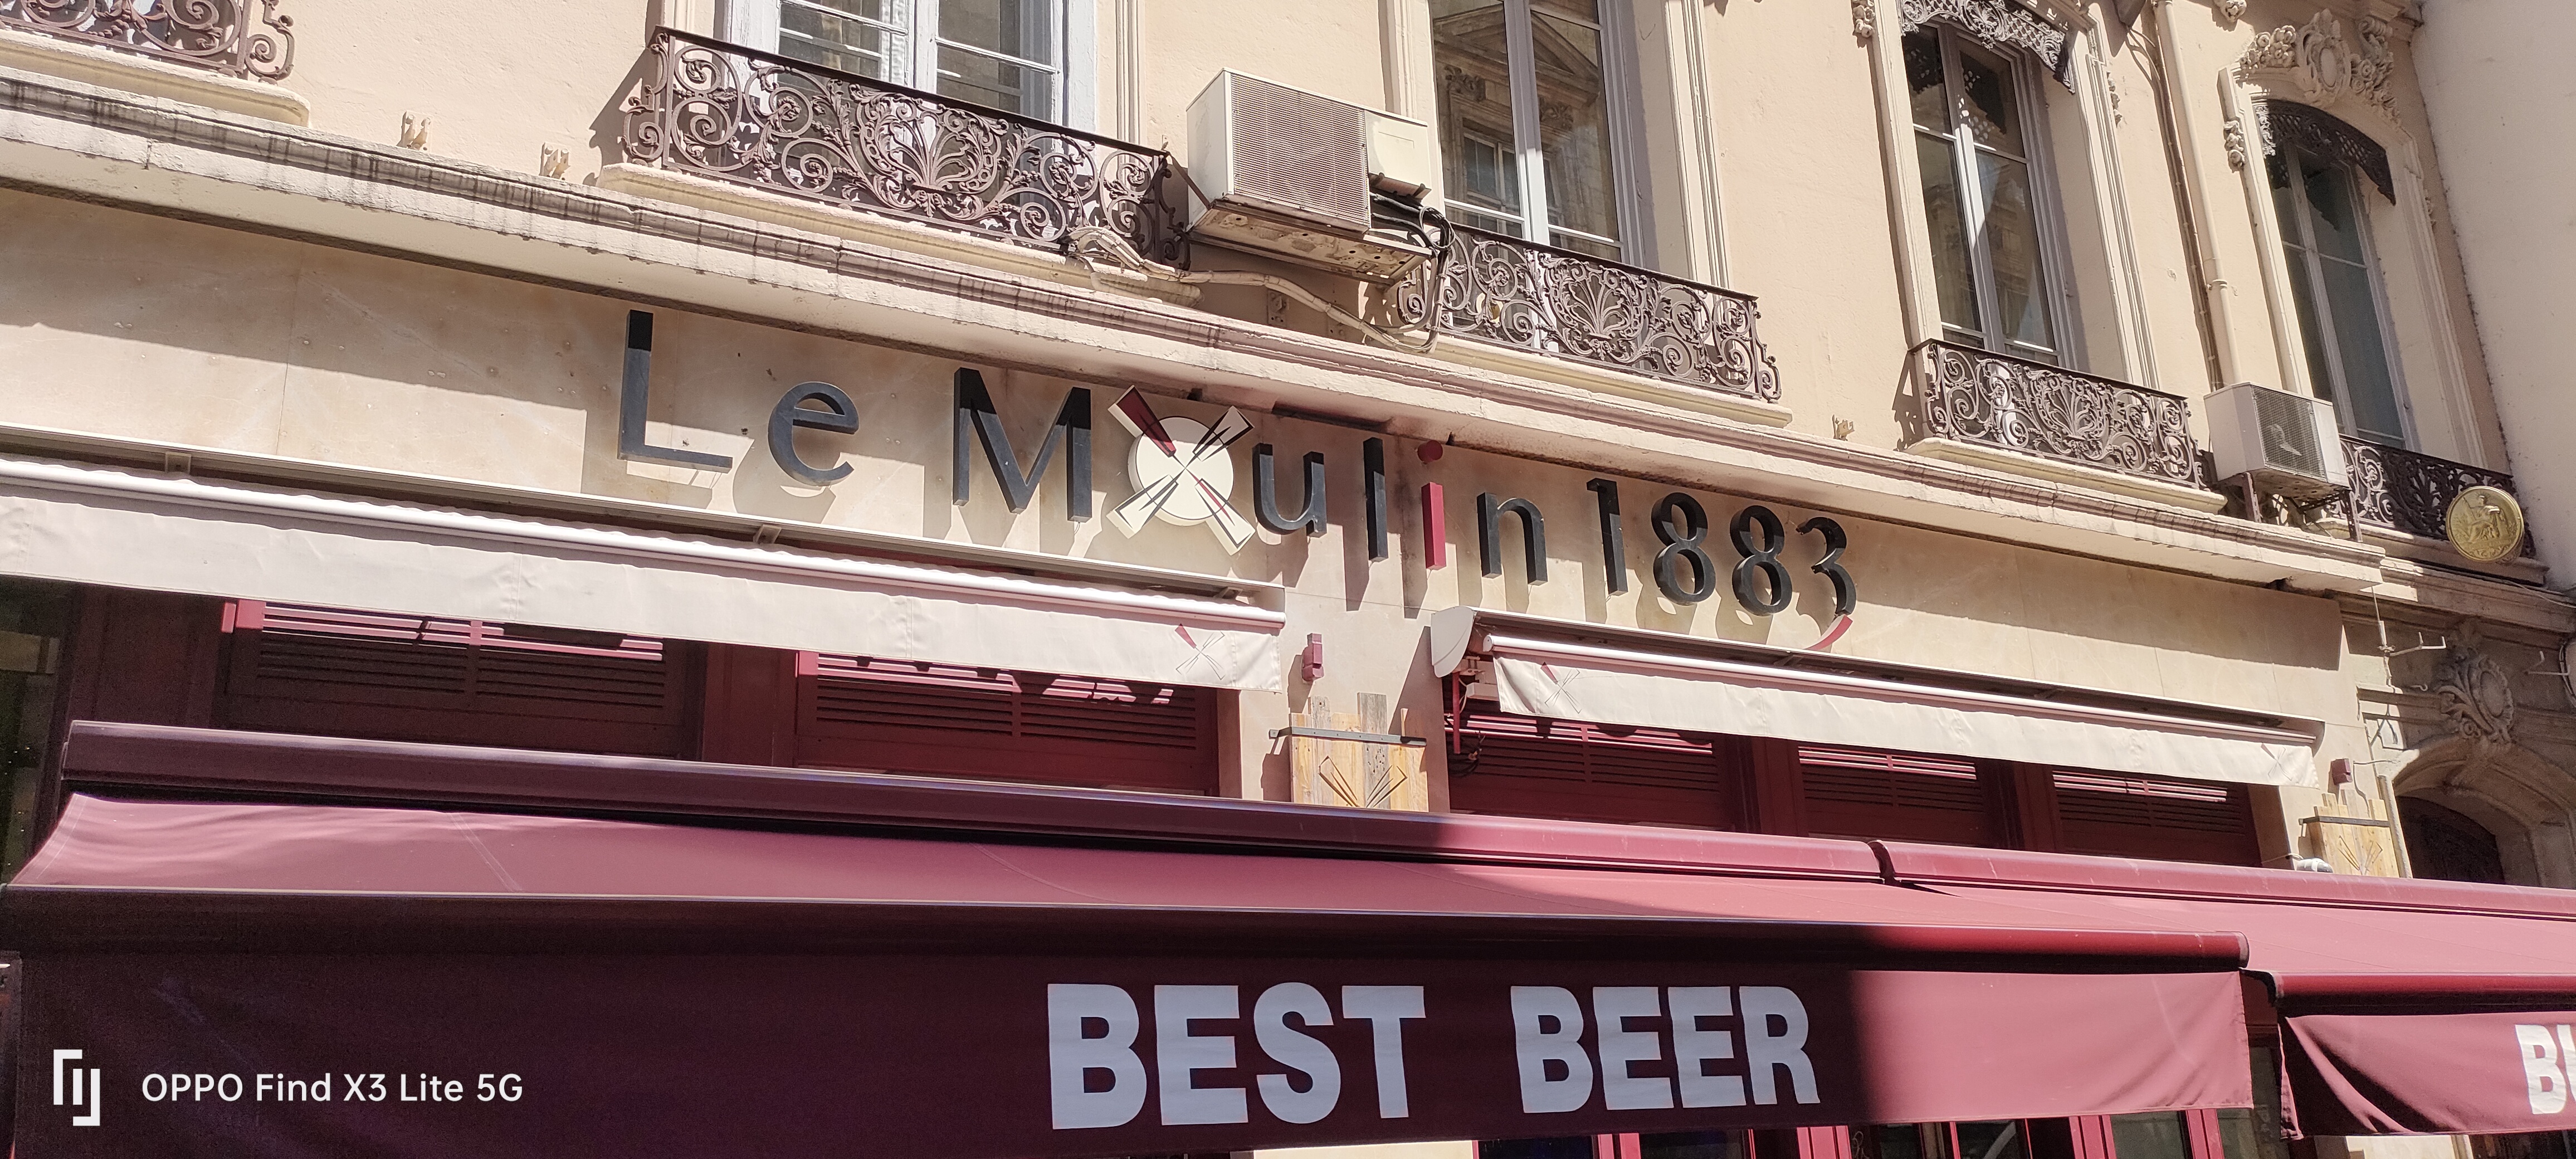 Le Moulin 1883
BEST BEER
OPPO Find X3 Lite 5G